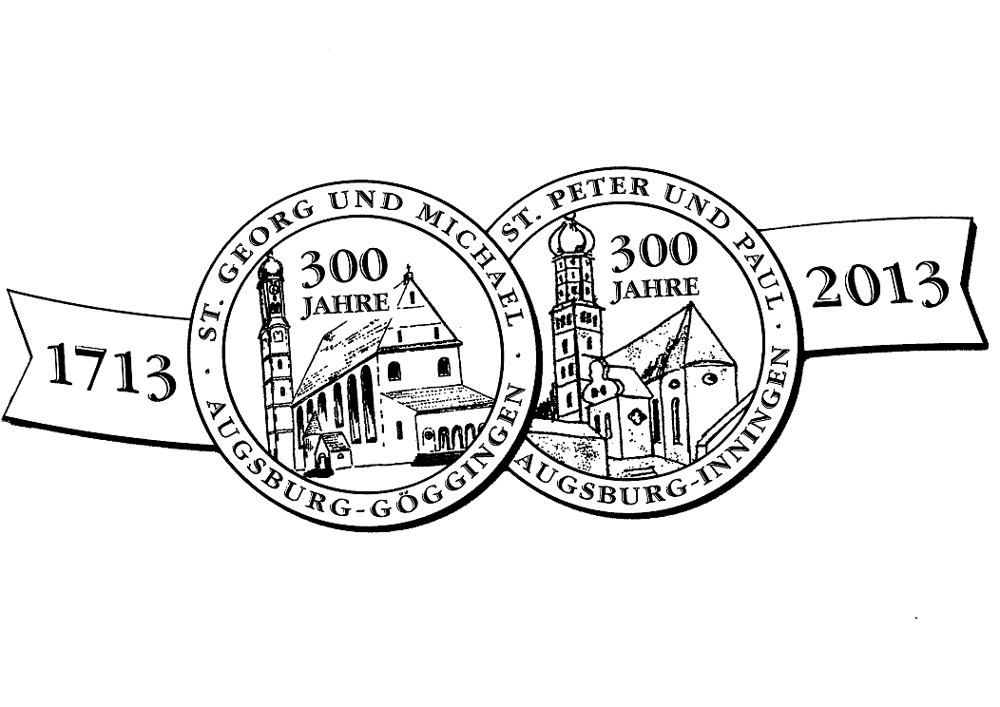 1713
ST. GEORG UND MICHAEL
300
JAHRE
· AUGSBURG-GÖGGINGEN ·
ST. PETER UND PAUL ·
300
JAHRE
AUGSBURG-INNINGEN
2013